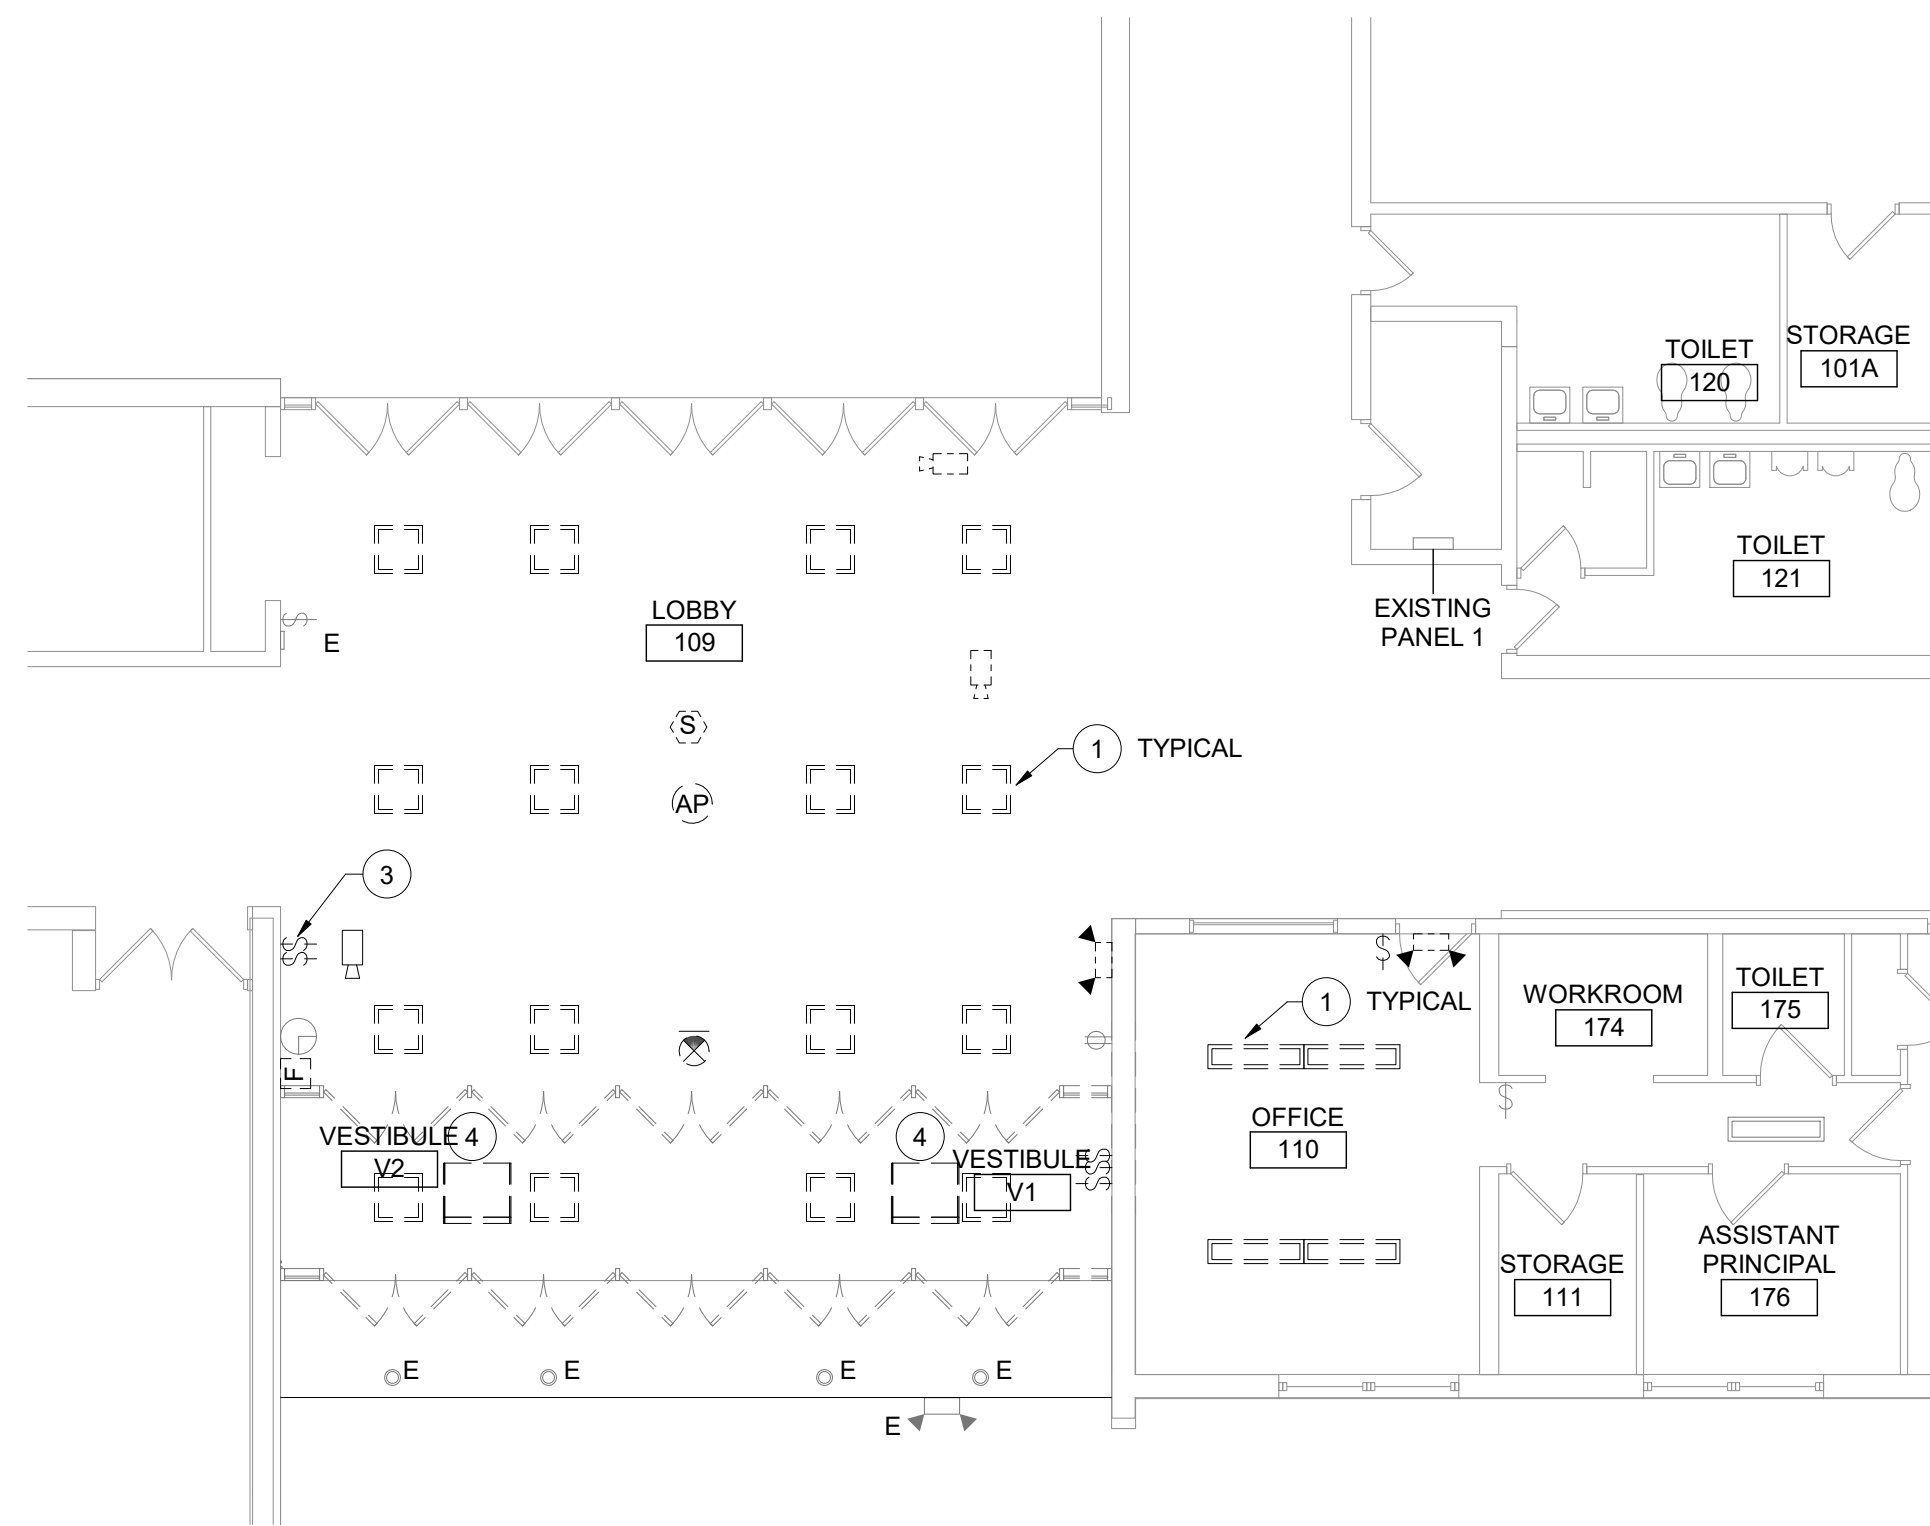 TOILET
120
STORAGE
101A
TOILET
121
EXISTING
PANEL 1
LOBBY
109
E
S
1 TYPICAL
AP
3
F
1 TYPICAL
WORKROOM
174
TOILET
175
OFFICE
110
VESTIBULE
V2
4
4
VESTIBULE
V1
STORAGE
111
ASSISTANT
PRINCIPAL
176
E
E
E
E
E